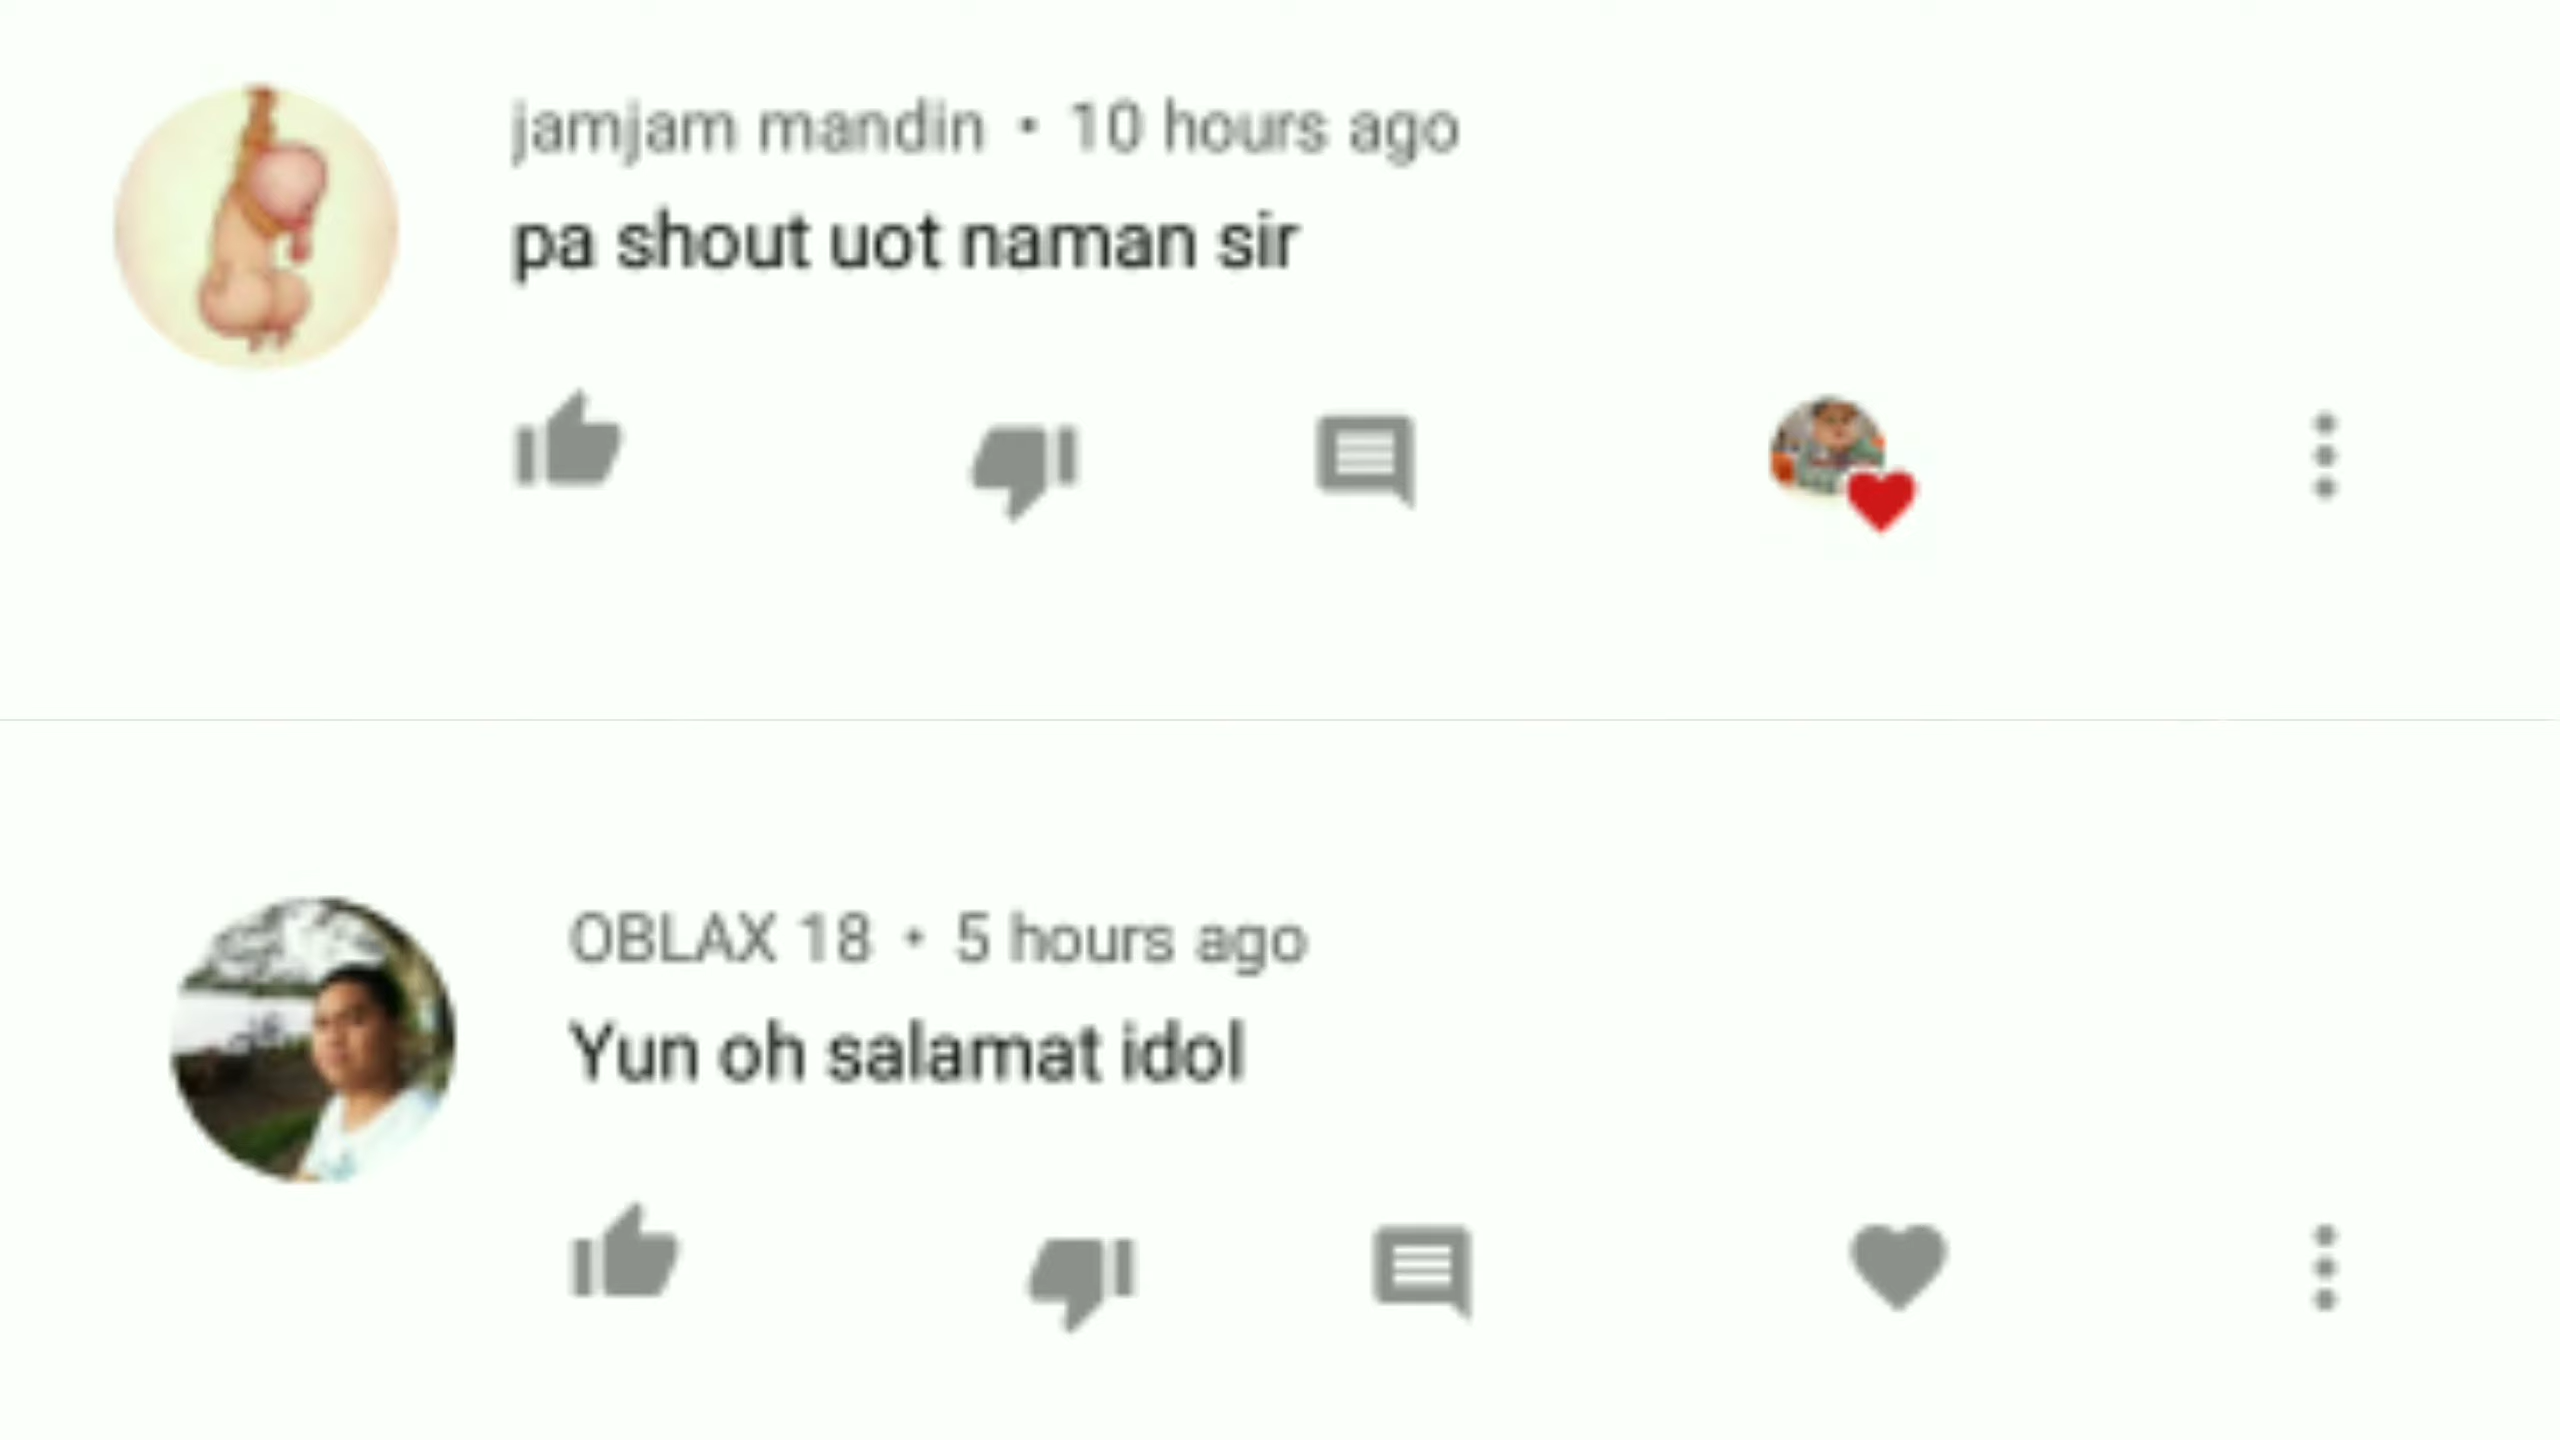 jamjam mandin • 10 hours ago
pa shout uot naman sir
OBLAX 18 • 5 hours ago
Yun oh salamat idol